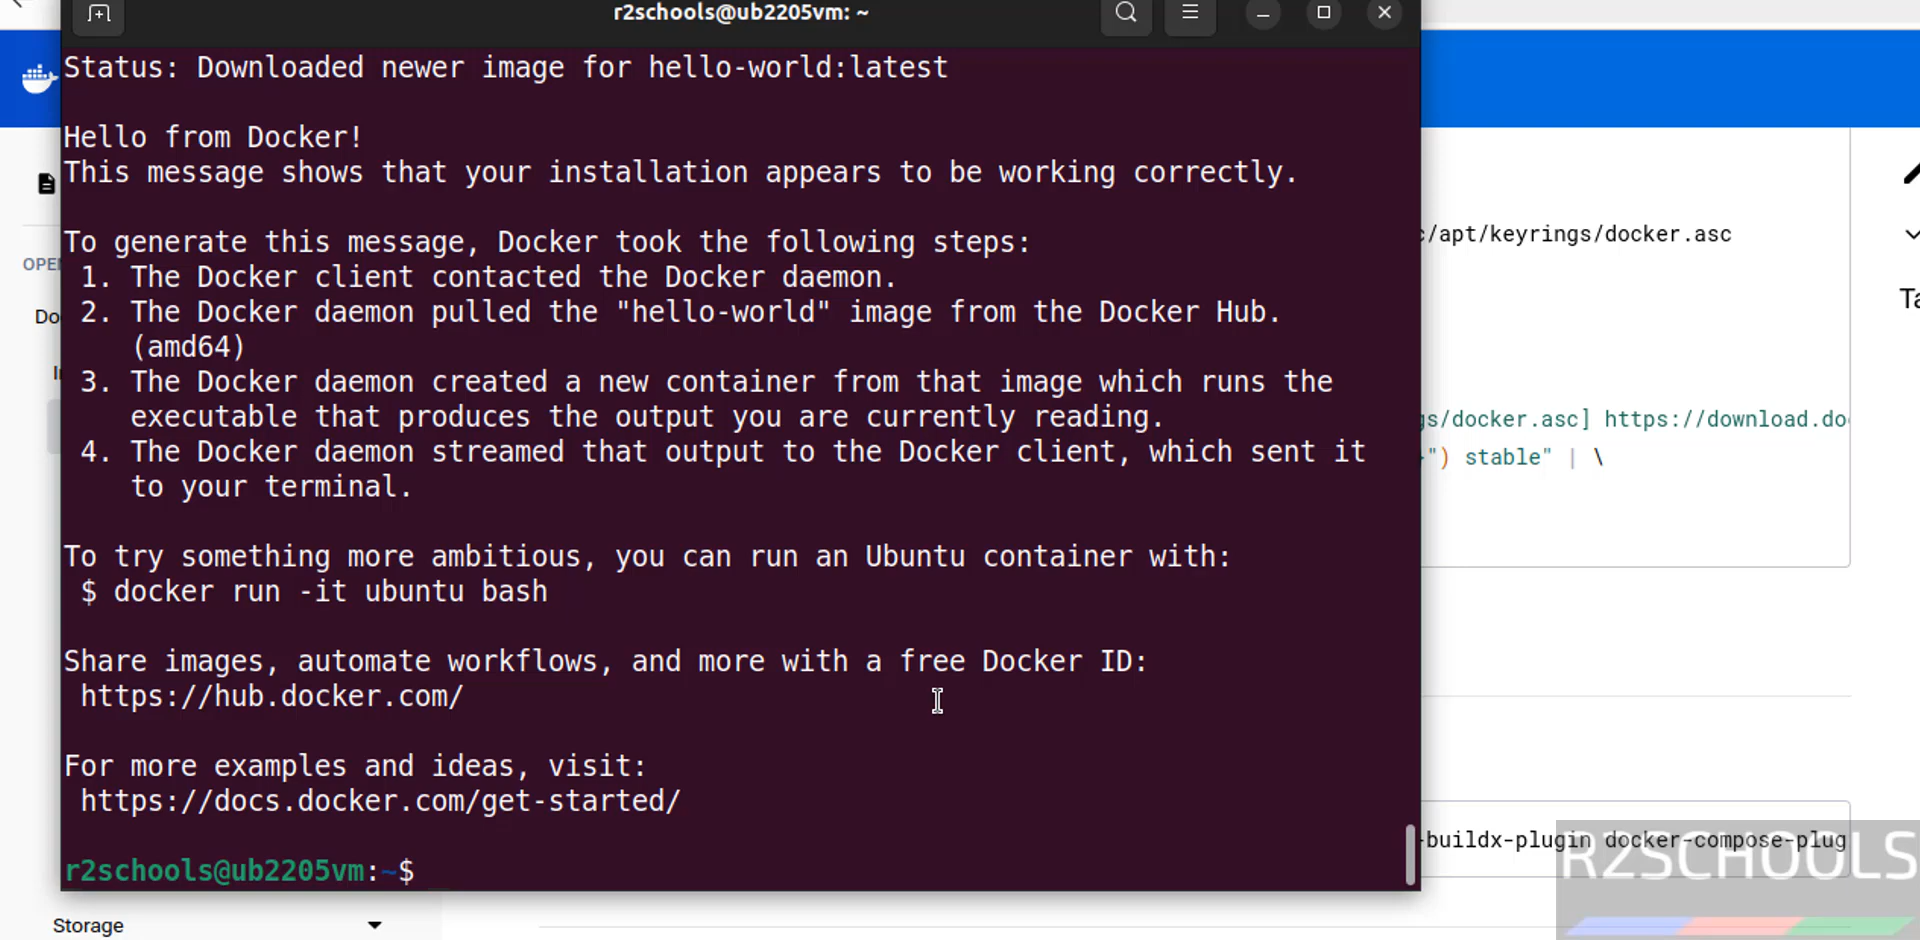 r2schools@ub2205vm: ~
Status: Downloaded newer image for hello-world:latest
Hello from Docker!
This message shows that your installation appears to be working correctly.
To generate this message, Docker took the following steps:
1. The Docker client contacted the Docker daemon.
2. The Docker daemon pulled the "hello-world" image from the Docker Hub.
(amd64)
3. The Docker daemon created a new container from that image which runs the
executable that produces the output you are currently reading.
4. The Docker daemon streamed that output to the Docker client, which sent it
to your terminal.
To try something more ambitious, you can run an Ubuntu container with:
$ docker run -it ubuntu bash
Share images, automate workflows, and more with a free Docker ID:
https://hub.docker.com/
For more examples and ideas, visit:
https://docs.docker.com/get-started/
r2schools@ub2205vm:~$
OPE
Do
Storage
/apt/keyrings/docker.asc
gs/docker.asc] https://download.do
") stable" | \
-buildx-plugin docker-compose-plug
Ta
R2SCHOOLS